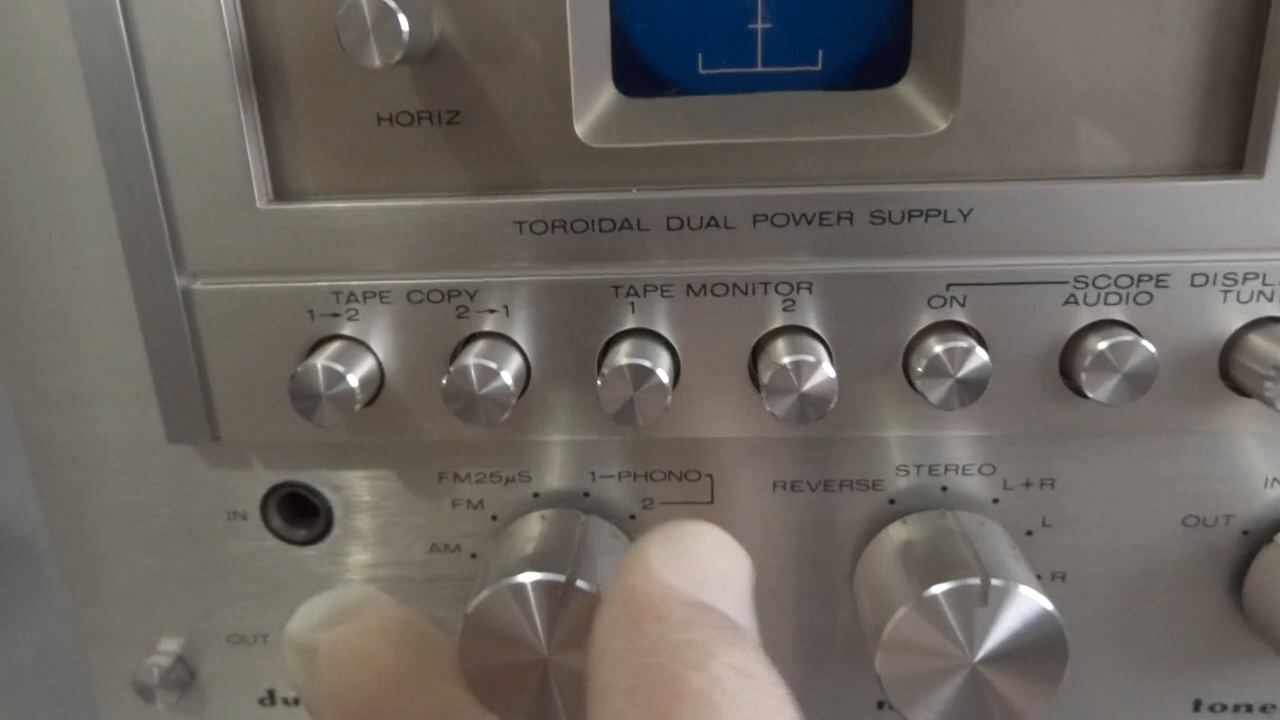 HORIZ
TOROIDAL DUAL POWER SUPPLY
TAPE COPY
1→2 2→1
TAPE MONITOR
1 2
SCOPE
ON AUDIO
FM25µS
FM
AM
1–PHONO
2
REVERSE STEREO L+R
L
R
IN
OUT
OUT